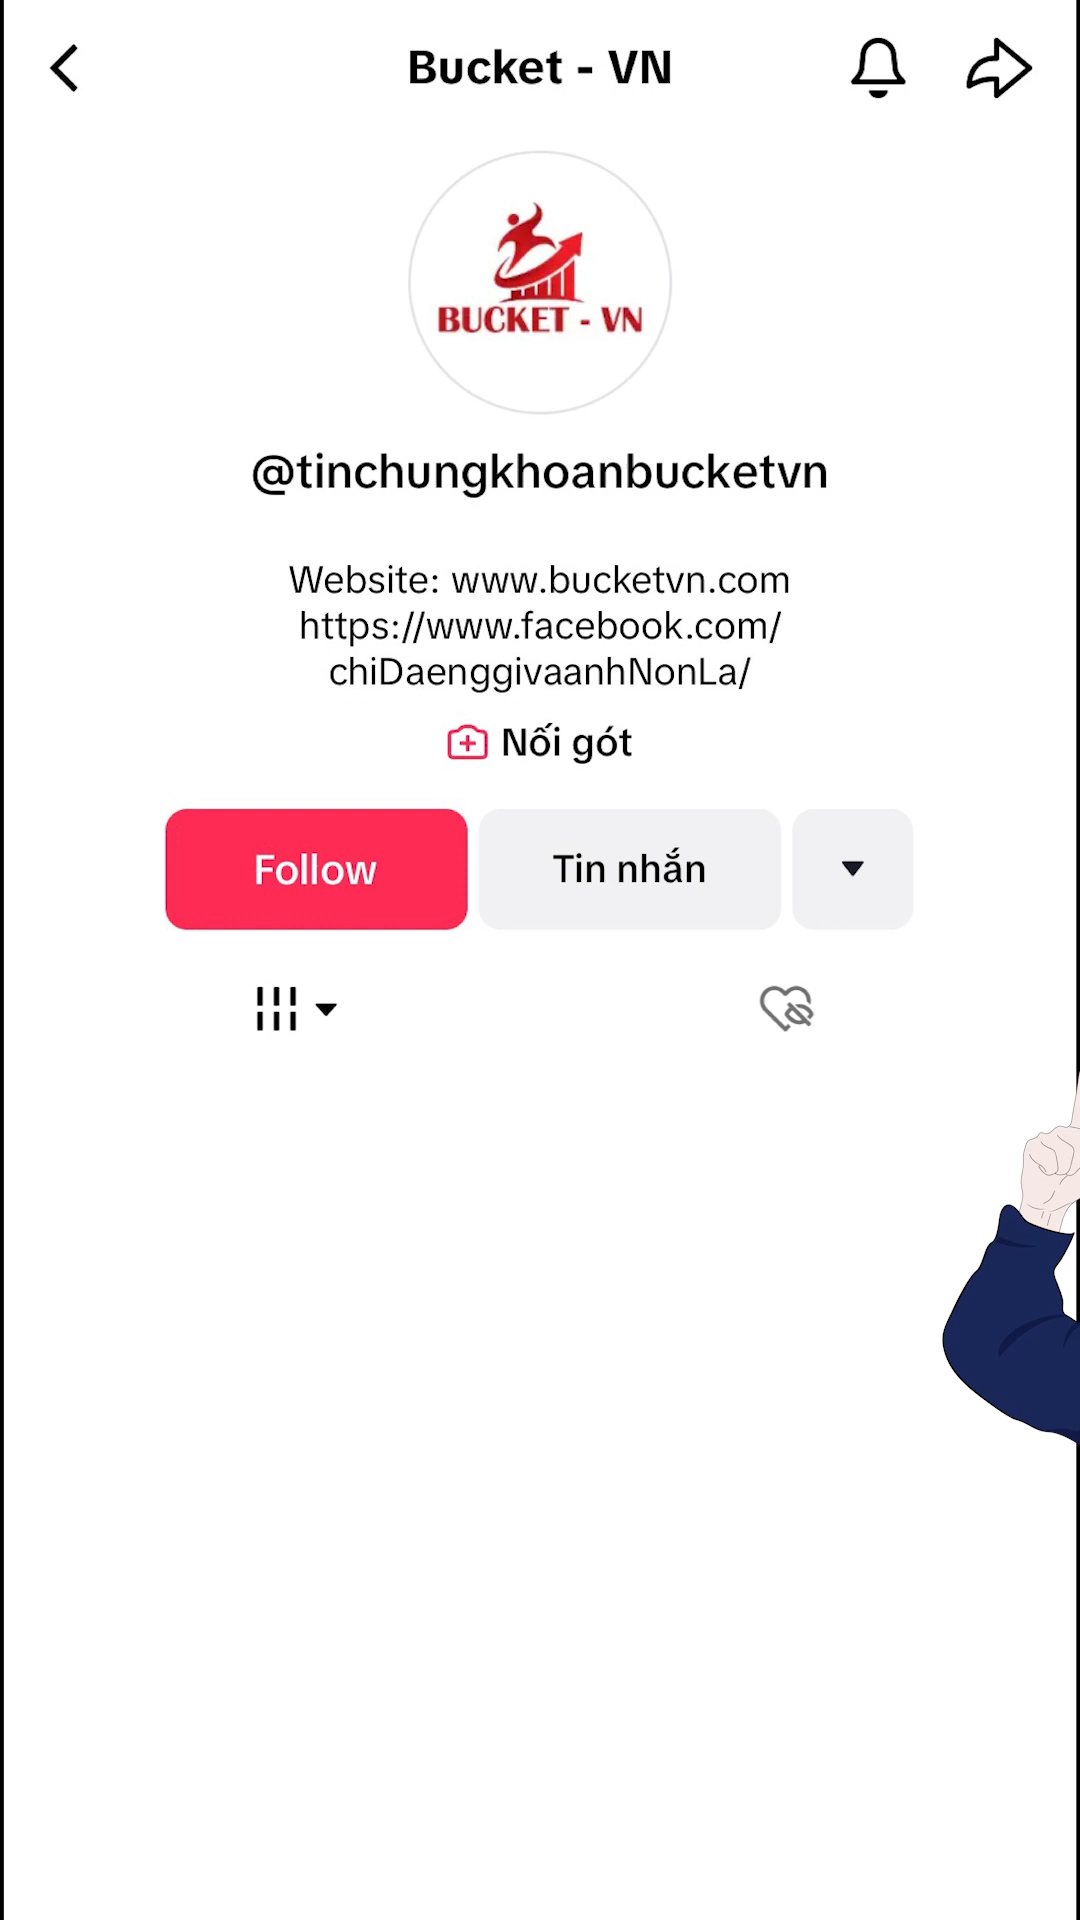 Bucket - VN
BUCKET - VN
@tinchungkhoanbucketvn
Website: www.bucketvn.com
https://www.facebook.com/
chiDaenggivaanhNonLa/
Nối gót
Follow
Tin nhắn